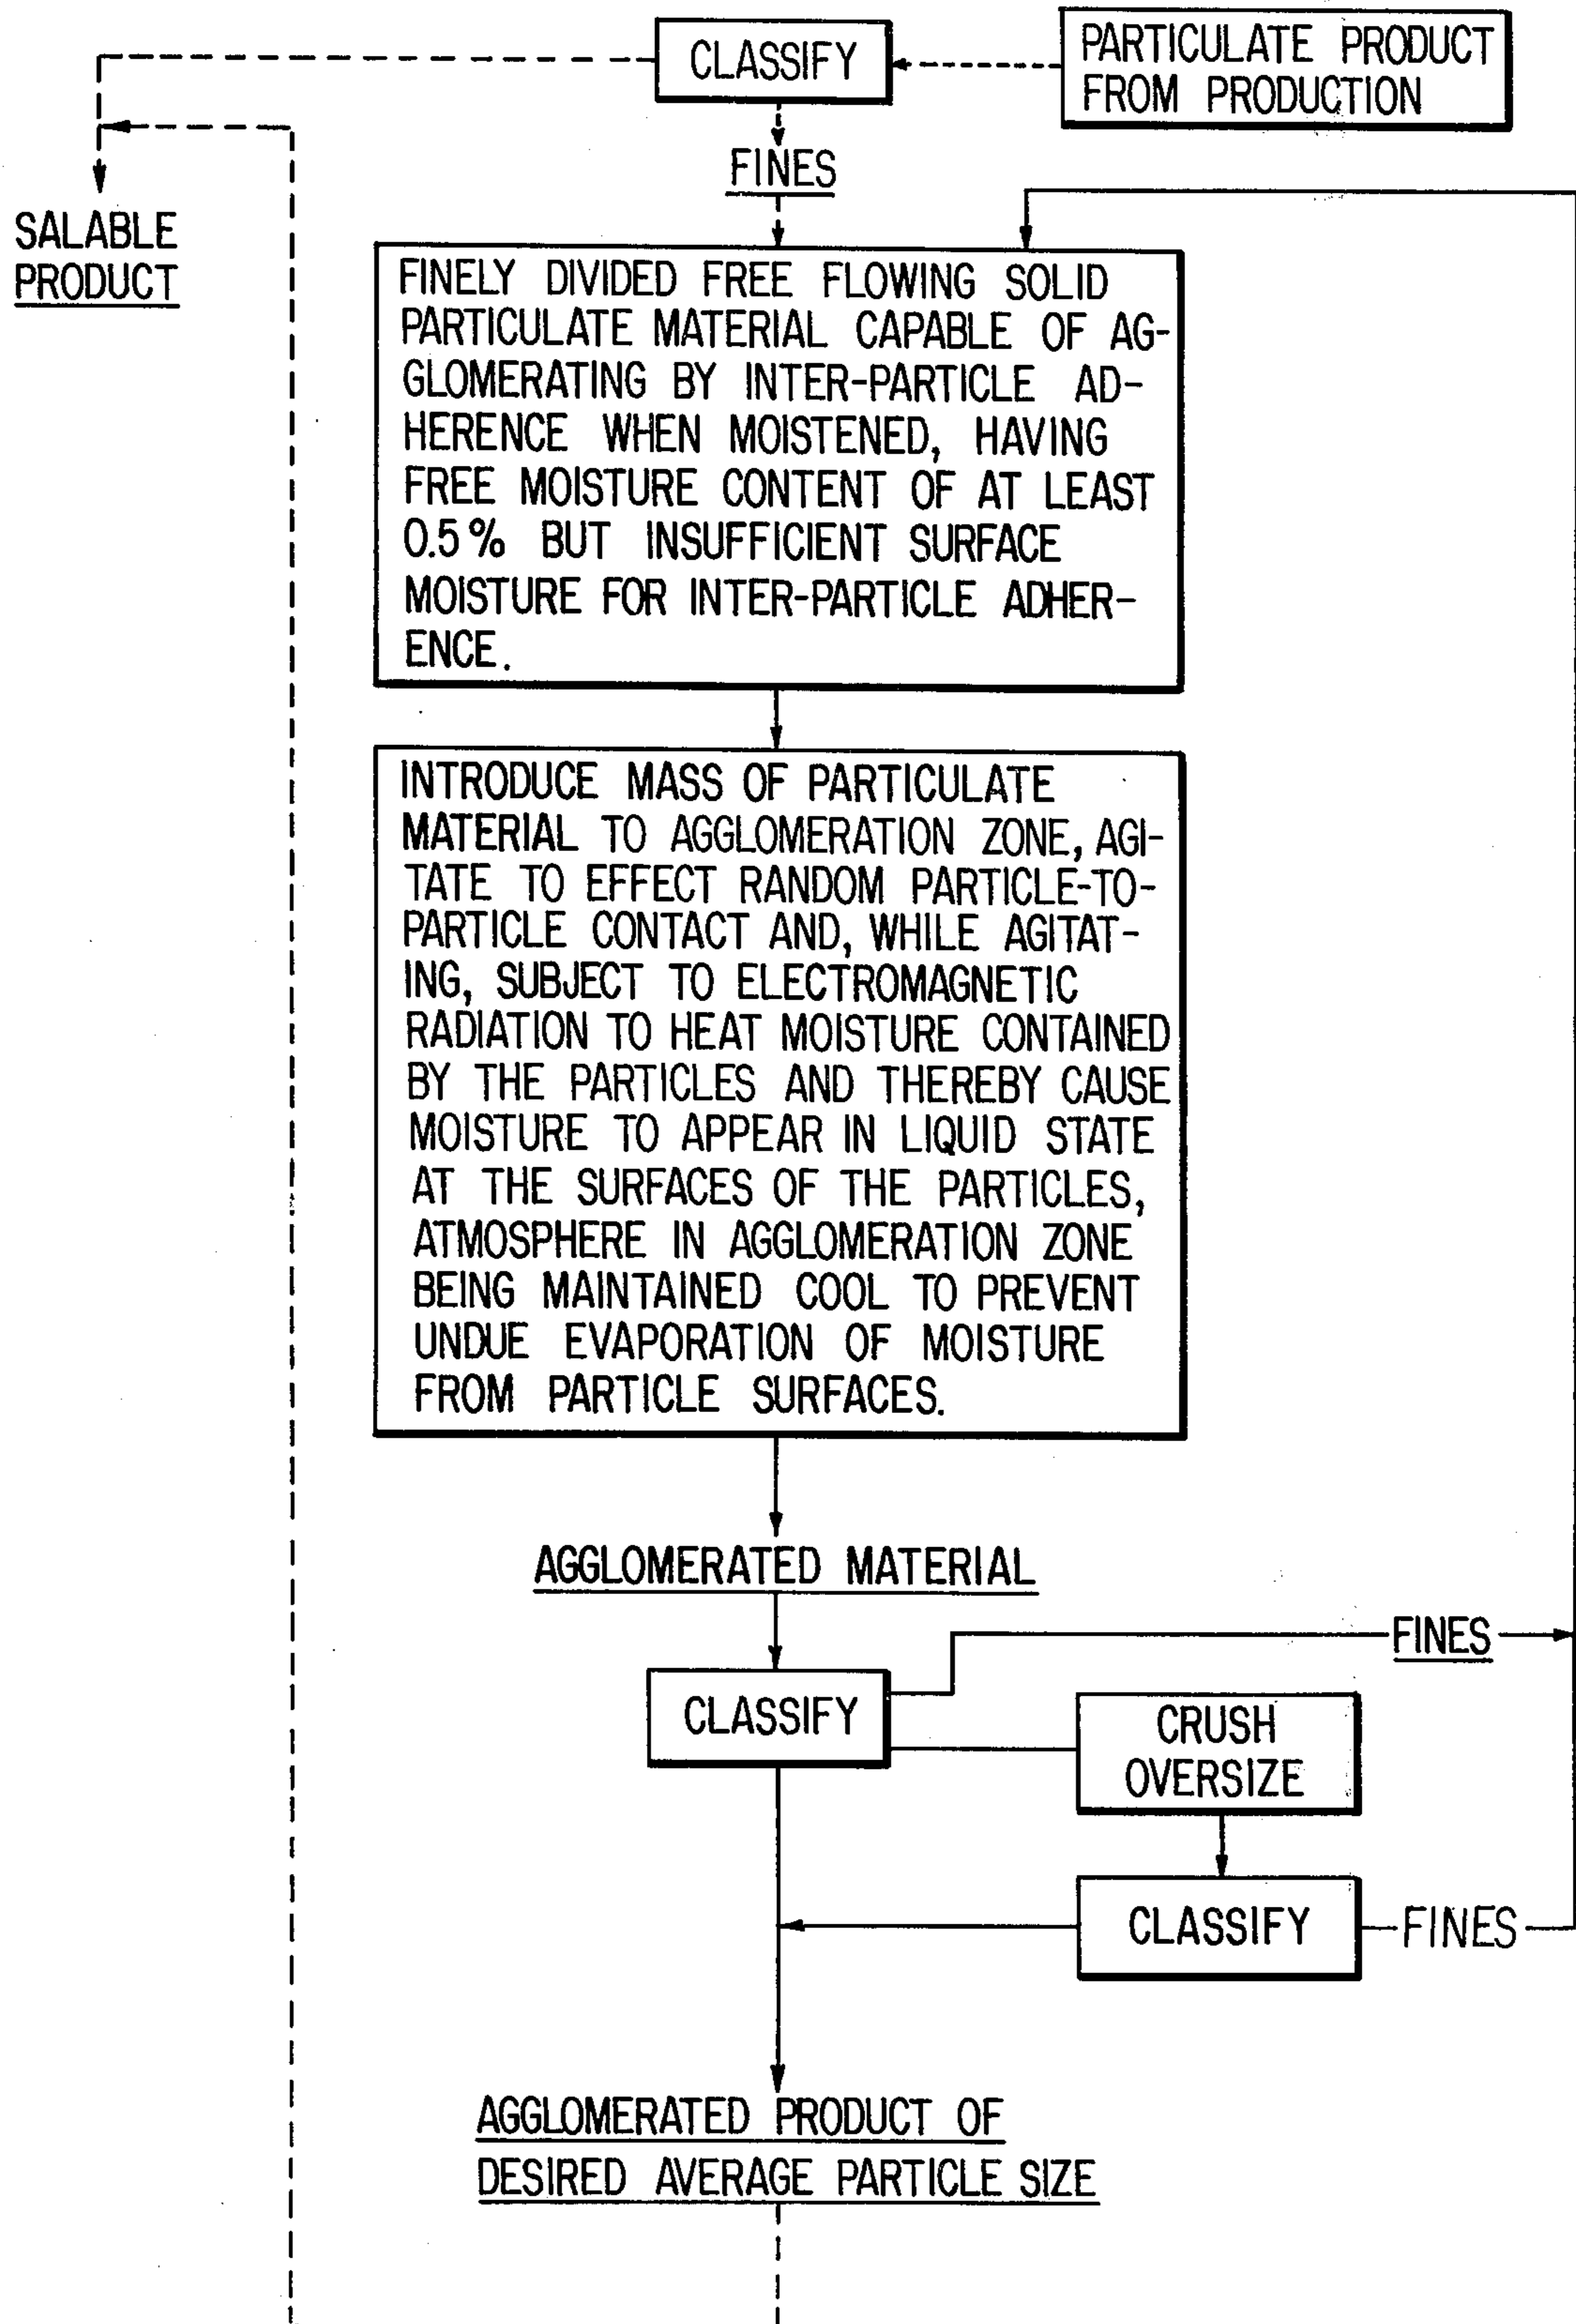 CLASSIFY
PARTICULATE PRODUCT
FROM PRODUCTION
FINES
SALABLE
PRODUCT
FINELY DIVIDED FREE FLOWING SOLID
PARTICULATE MATERIAL CAPABLE OF AG-
GLOMERATING BY INTER-PARTICLE AD-
HERENCE WHEN MOISTENED, HAVING
FREE MOISTURE CONTENT OF AT LEAST
0.5% BUT INSUFFICIENT SURFACE
MOISTURE FOR INTER-PARTICLE ADHER-
ENCE.
INTRODUCE MASS OF PARTICULATE
MATERIAL TO AGGLOMERATION ZONE, AGI-
TATE TO EFFECT RANDOM PARTICLE-TO-
PARTICLE CONTACT AND, WHILE AGITAT-
ING, SUBJECT TO ELECTROMAGNETIC
RADIATION TO HEAT MOISTURE CONTAINED
BY THE PARTICLES AND THEREBY CAUSE
MOISTURE TO APPEAR IN LIQUID STATE
AT THE SURFACES OF THE PARTICLES,
ATMOSPHERE IN AGGLOMERATION ZONE
BEING MAINTAINED COOL TO PREVENT
UNDUE EVAPORATION OF MOISTURE
FROM PARTICLE SURFACES.
AGGLOMERATED MATERIAL
FINES
CLASSIFY
CRUSH
OVERSIZE
CLASSIFY
FINES
AGGLOMERATED PRODUCT OF
DESIRED AVERAGE PARTICLE SIZE